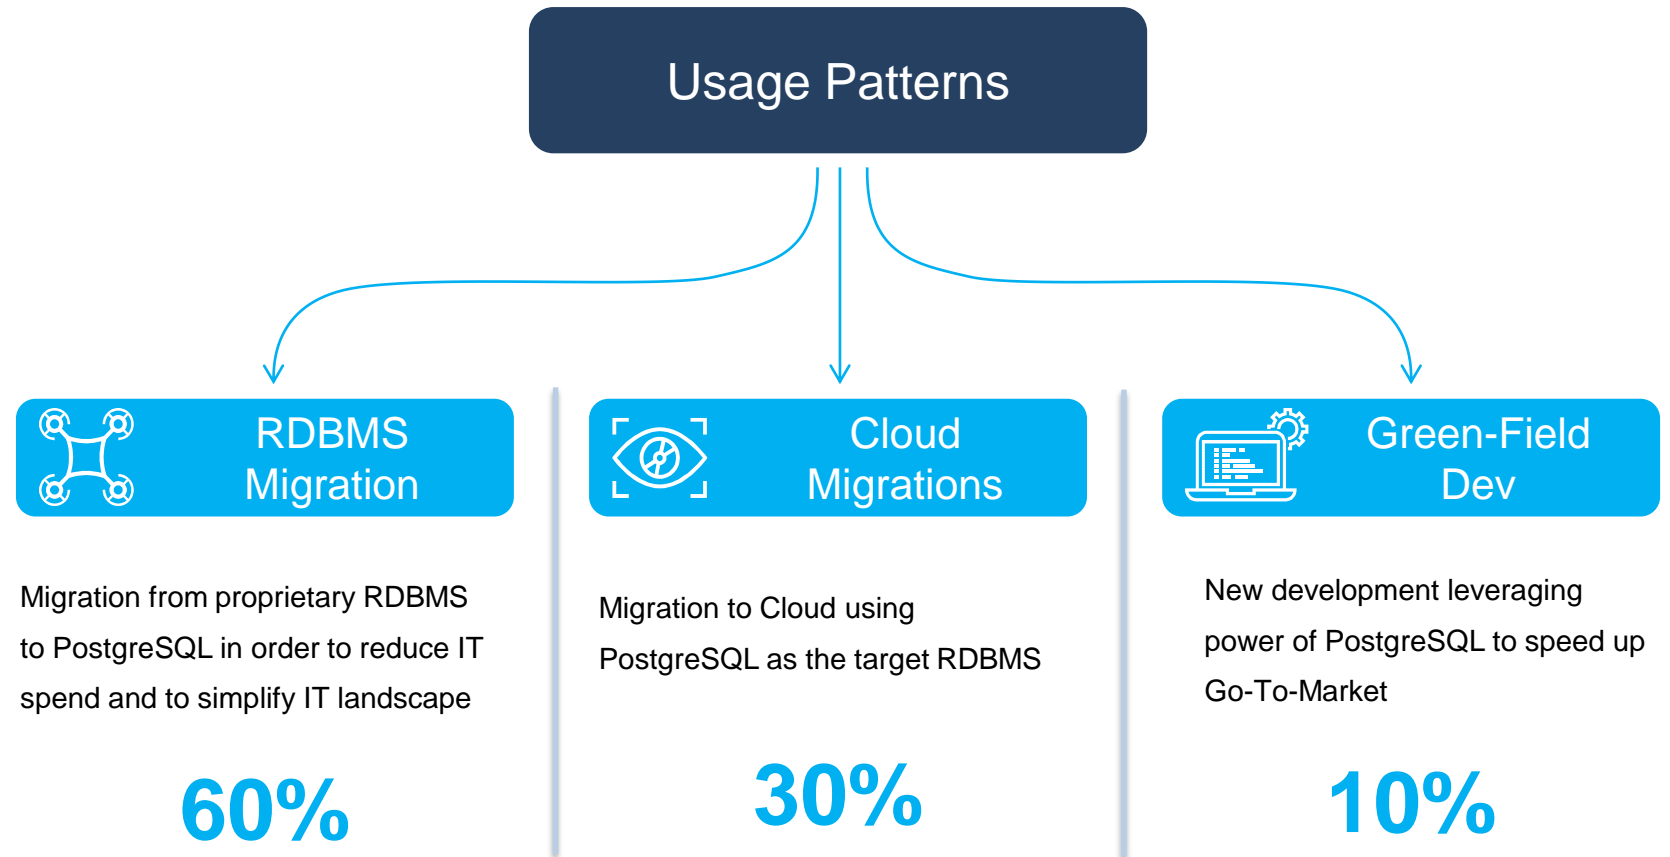 Usage Patterns
RDBMS
Migration
Migration from proprietary RDBMS
to PostgreSQL in order to reduce IT
spend and to simplify IT landscape
60%
Cloud
Migrations
Migration to Cloud using
PostgreSQL as the target RDBMS
30%
Green-Field
Dev
New development leveraging
power of PostgreSQL to speed up
Go-To-Market
10%